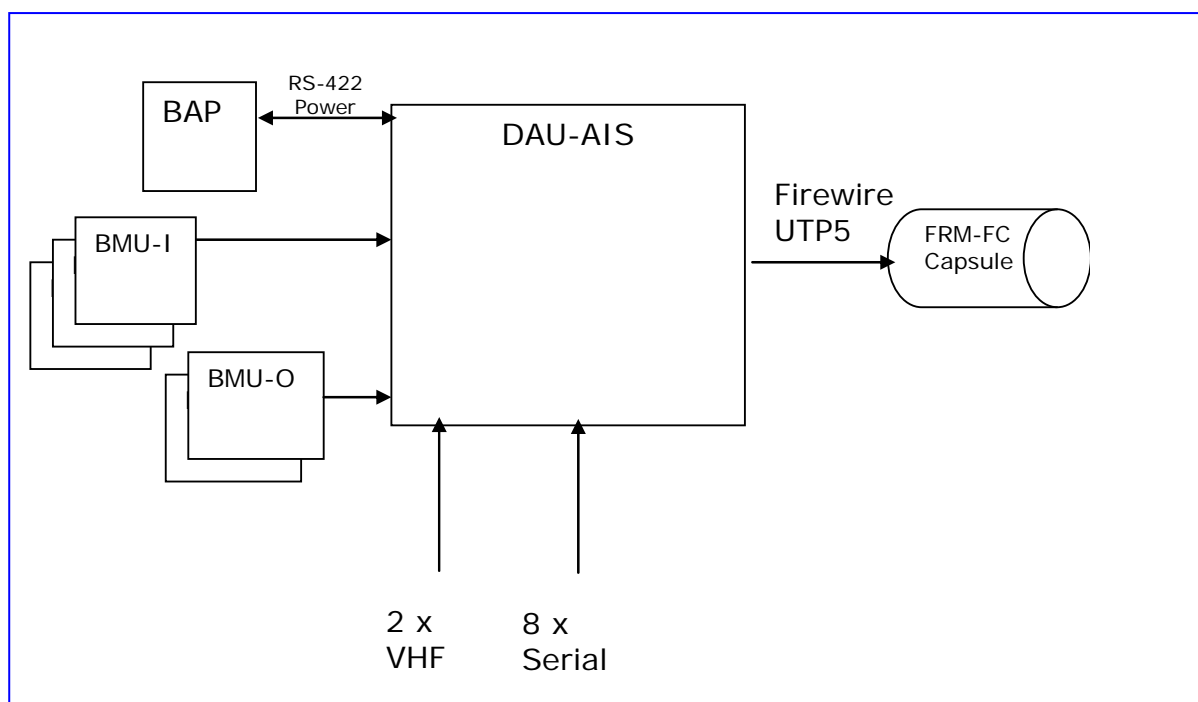 RS-422
Power
BAP
DAU-AIS
Firewire
UTP5
FRM-FC
Capsule
BMU-I
BMU-O
2 x
VHF
8 x
Serial